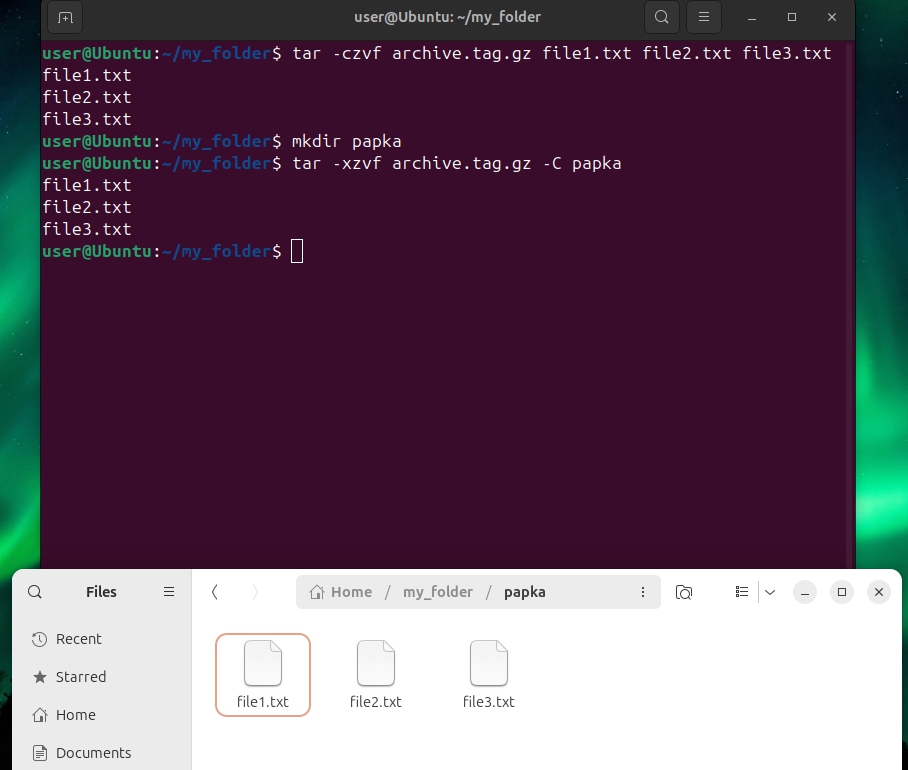 user@Ubuntu: ~/my_folder
user@Ubuntu:~/my_folder$ tar -czvf archive.tag.gz file1.txt file2.txt file3.txt
file1.txt
file2.txt
file3.txt
user@Ubuntu:~/my_folder$ mkdir papka
user@Ubuntu:~/my_folder$ tar -xzvf archive.tag.gz -C papka
file1.txt
file2.txt
file3.txt
user@Ubuntu:~/my_folder$
Files
Home / my_folder / papka
Recent
Starred
Home
Documents
file1.txt
file2.txt
file3.txt